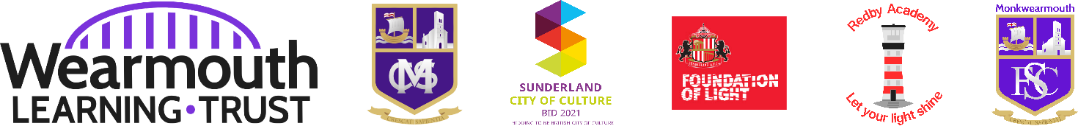 Wearmouth
LEARNING•TRUST
SUNDERLAND
CITY OF CULTURE
BID 2021
FOUNDATION
OF LIGHT
Redby Academy
Let your light shine
Monkwearmouth